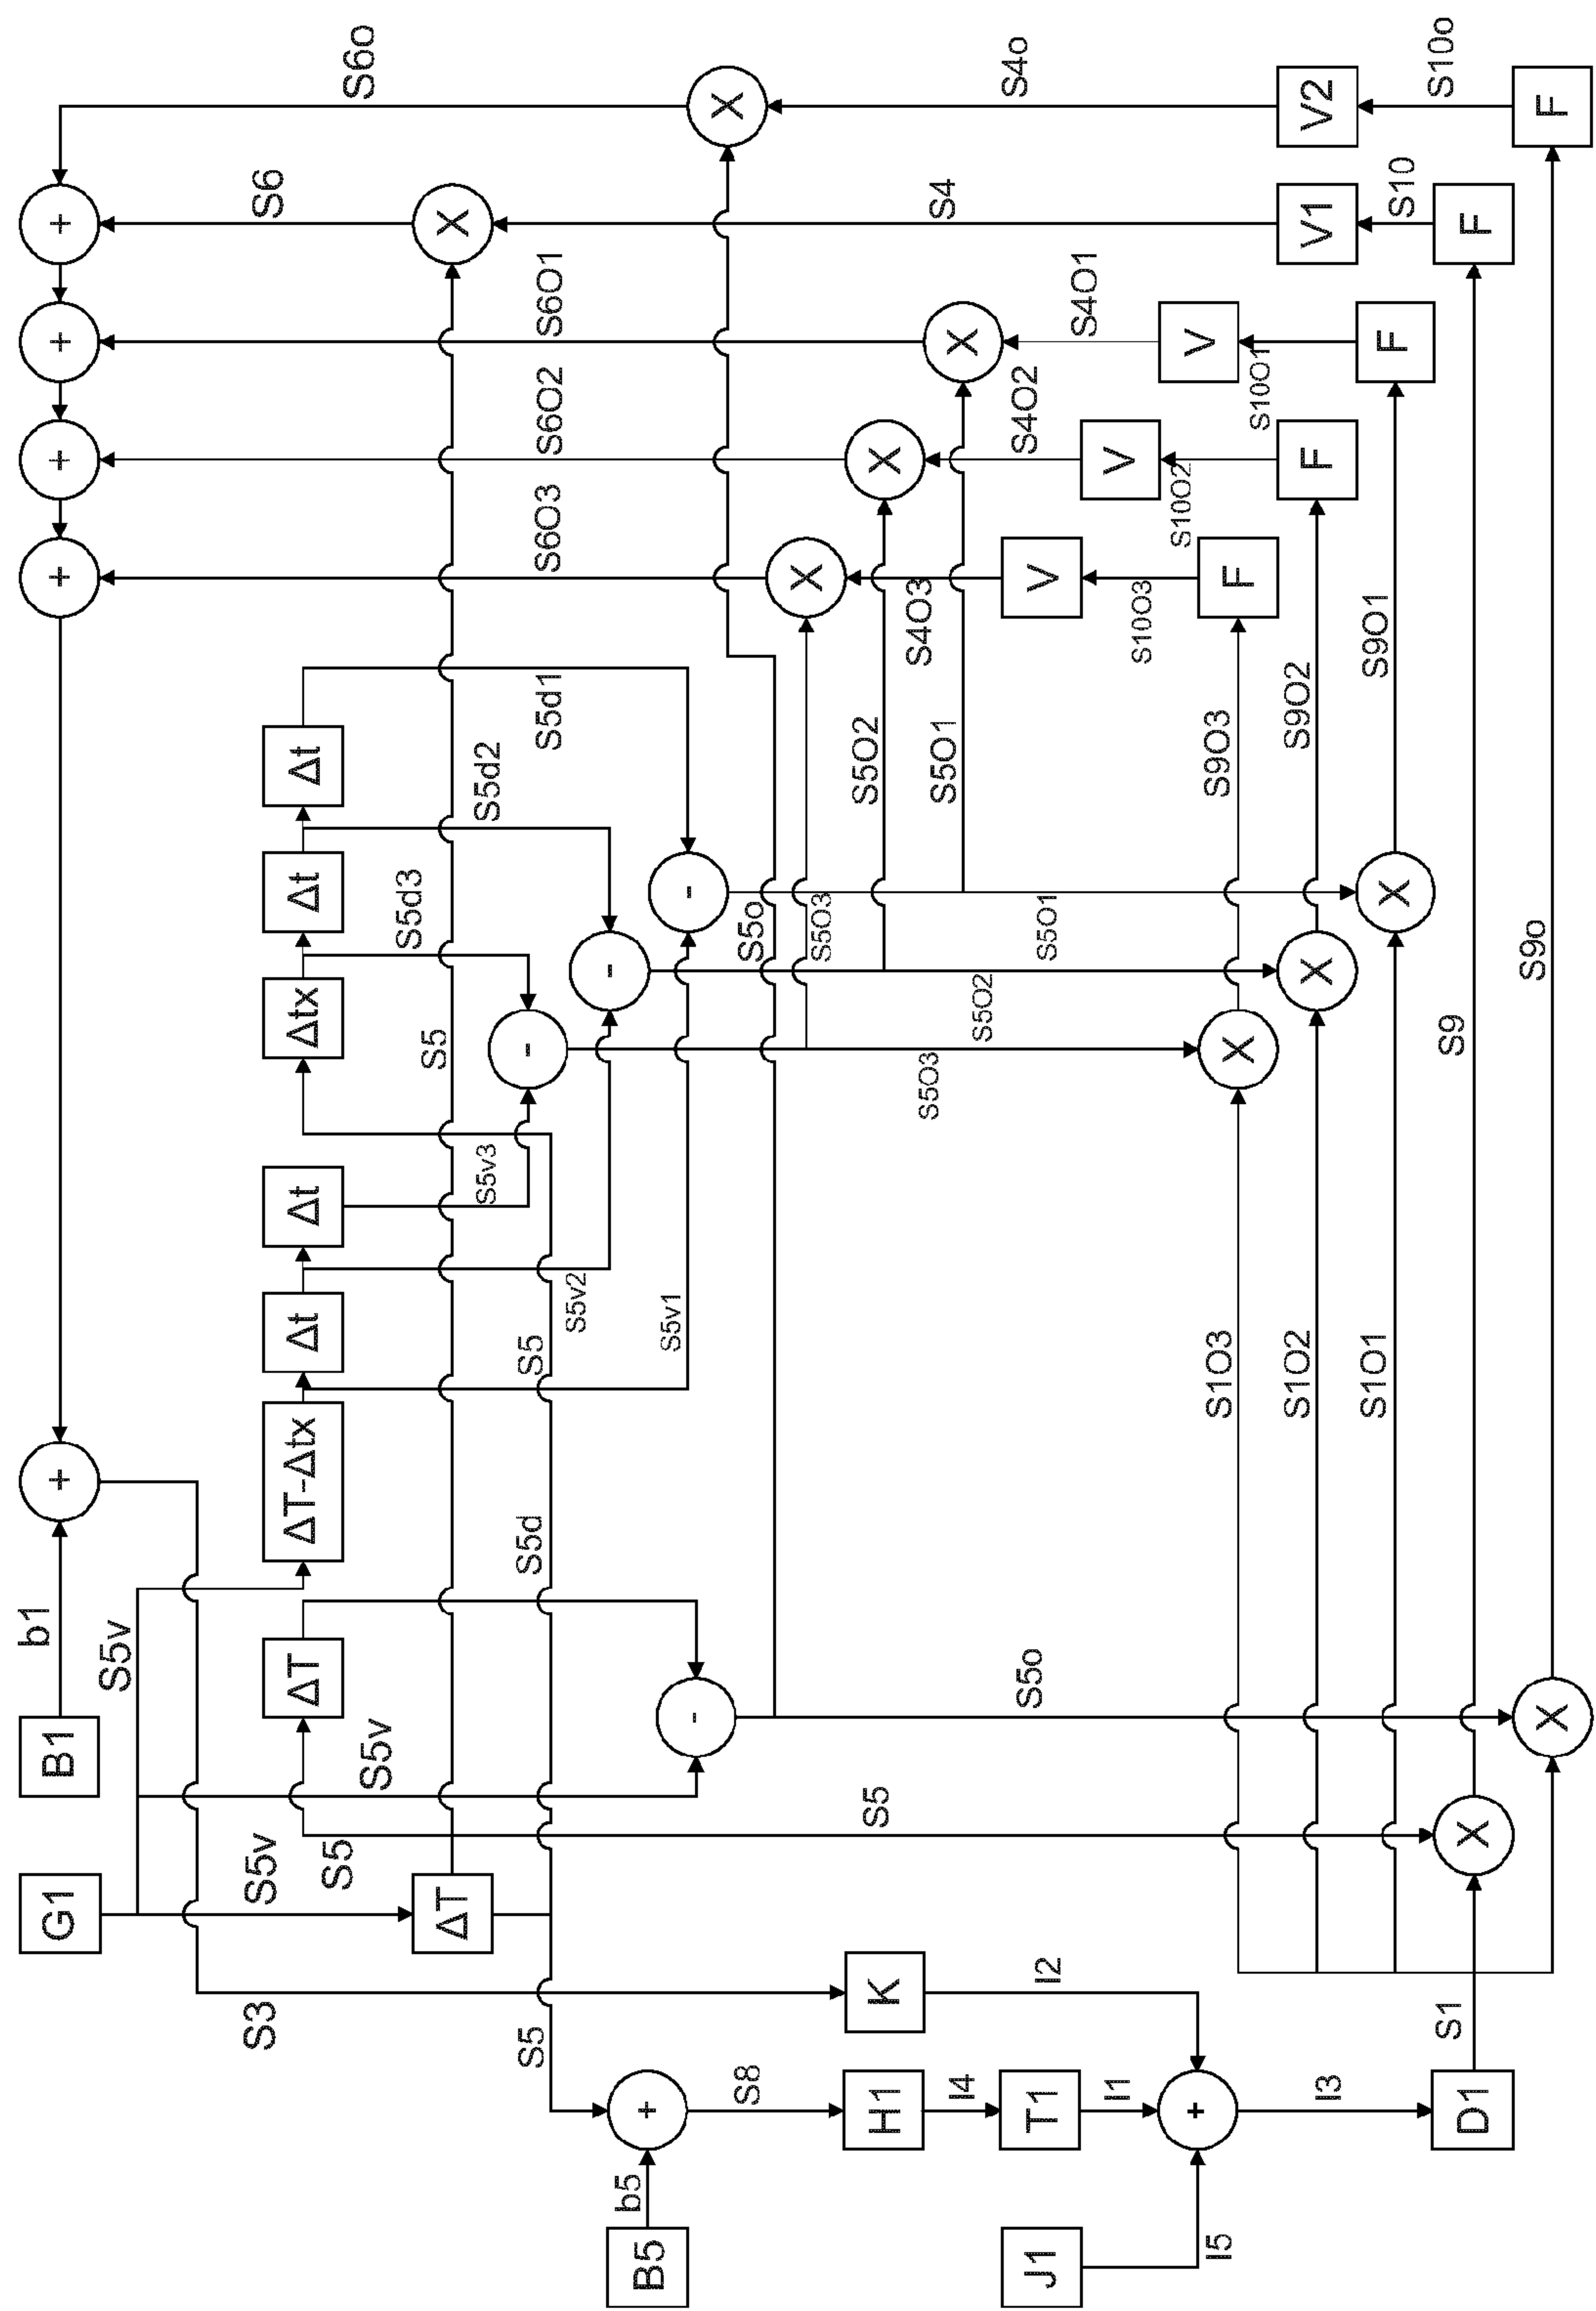 b1
G1
B1
+
+
+
+
+
S5v
S3
S5v
S6
ΔT
ΔT-Δtx
Δt
Δt
Δtx
Δt
Δt
S5
S6o
S5v
S5d3
S5
ΔT
X
S5v3
S5d2
S5
S5d
S5
-
S6O3
S6O2
S6O1
S5d1
S5v2
-
b5
B5
+
S5v1
-
-
X
S8
S5o
X
S5O3
S5O2
S5
H1
K
X
S4O3
S5O3
S5O1
S4
I4
X
S5O2
S5o
S4O2
S4o
J1
T1
V
I2
S5O1
S4O1
I1
V
S10O3
S10O2
+
V
I5
S1O3
S9O3
X
F
S10O1
S1O2
S9O2
X
F
V1
V2
I3
S1O1
S9O1
X
F
S10
S10o
S1
S9
D1
X
F
S9o
X
F